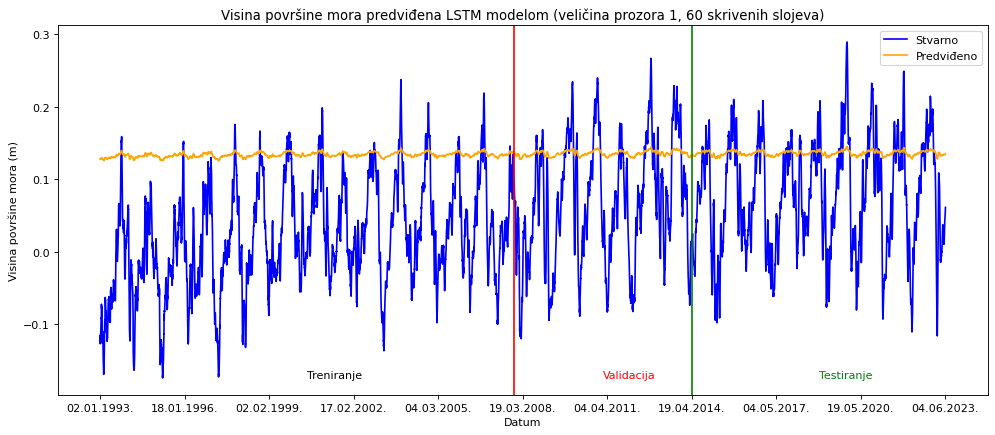 Visina površine mora predviđena LSTM modelom (veličina prozora 1, 60 skrivenih slojeva)
Stvarno
Predviđeno
Visina površine mora (m)
0.3
0.2
0.1
0.0
−0.1
Treniranje
Validacija
Testiranje
02.01.1993.
18.01.1996.
02.02.1999.
17.02.2002.
04.03.2005.
19.03.2008.
04.04.2011.
19.04.2014.
04.05.2017.
19.05.2020.
04.06.2023.
Datum